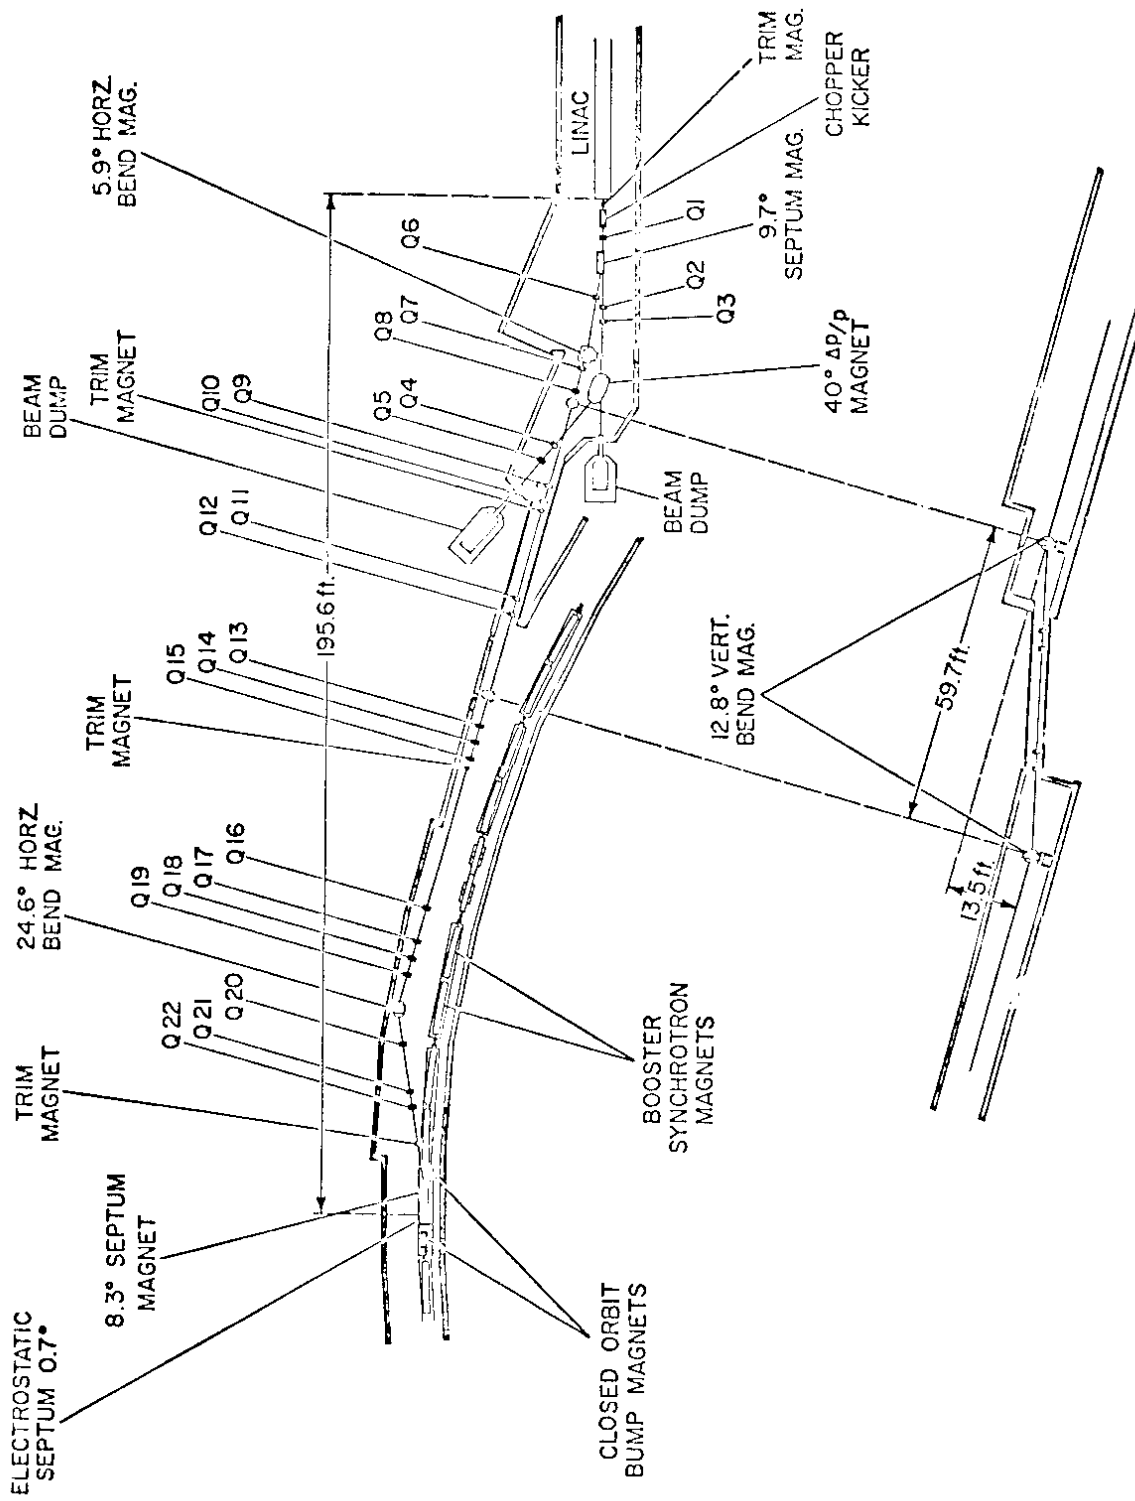 ELECTROSTATIC
SEPTUM 0.7°
8.3° SEPTUM
MAGNET
TRIM
MAGNET
Q22
Q21
Q20
24.6° HORZ.
BEND MAG.
Q19
Q18
Q17
Q16
TRIM
MAGNET
Q15
Q14
Q13
195.6 ft.
Q12
Q11
BEAM
DUMP
TRIM
MAGNET
Q10
Q9
Q5
Q4
Q8
Q7
Q6
5.9° HORZ.
BEND MAG.
LINAC
TRIM
MAG.
CHOPPER
KICKER
Q1
9.7°
SEPTUM MAG.
Q2
Q3
40° ΔP/p
MAGNET
BEAM
DUMP
CLOSED ORBIT
BUMP MAGNETS
BOOSTER
SYNCHROTRON
MAGNETS
12.8° VERT.
BEND MAG.
59.7 ft.
13.5 ft.